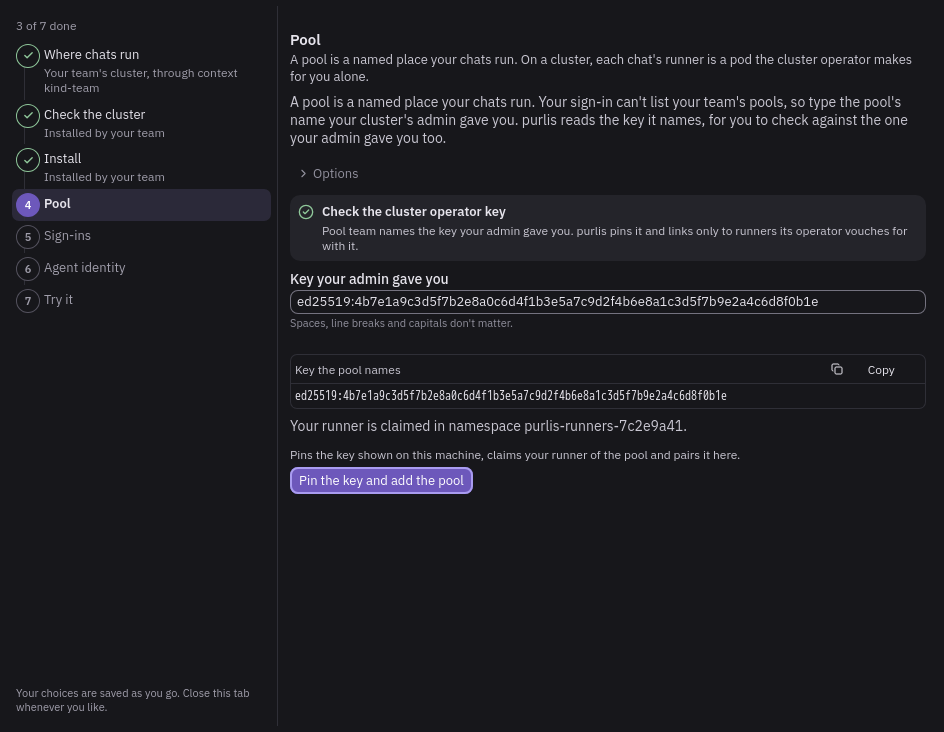 3 of 7 done
Where chats run
Your team's cluster, through context
kind-team
Check the cluster
Installed by your team
Install
Installed by your team
4
Pool
5
Sign-ins
6
Agent identity
7
Try it
Your choices are saved as you go. Close this tab
whenever you like.
Pool
A pool is a named place your chats run. On a cluster, each chat's runner is a pod the cluster operator makes
for you alone.
A pool is a named place your chats run. Your sign-in can't list your team's pools, so type the pool's
name your cluster's admin gave you. purlis reads the key it names, for you to check against the one
your admin gave you too.
Options
Check the cluster operator key
Pool team names the key your admin gave you. purlis pins it and links only to runners its operator vouches for
with it.
Key your admin gave you
ed25519:4b7e1a9c3d5f7b2e8a0c6d4f1b3e5a7c9d2f4b6e8a1c3d5f7b9e2a4c6d8f0b1e
Spaces, line breaks and capitals don't matter.
Key the pool names
Copy
ed25519:4b7e1a9c3d5f7b2e8a0c6d4f1b3e5a7c9d2f4b6e8a1c3d5f7b9e2a4c6d8f0b1e
Your runner is claimed in namespace purlis-runners-7c2e9a41.
Pins the key shown on this machine, claims your runner of the pool and pairs it here.
Pin the key and add the pool